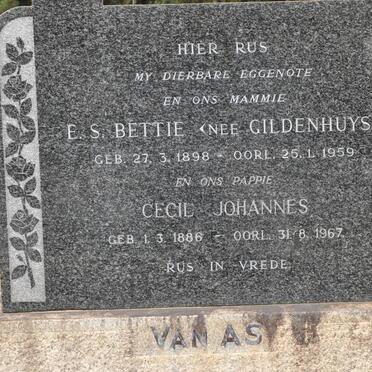 HIER RUS
MY DIERBARE EGGENOTE
EN ONS MAMMIE
E. S. BETTIE (NEE GILDENHUYS
GEB. 27. 3. 1898 - OORL. 25. 1. 1959
EN ONS PAPPIE
CECIL JOHANNES
GEB. 1. 3. 1886 - OORL. 31. 8. 1967
RUS IN VREDE
VAN AS